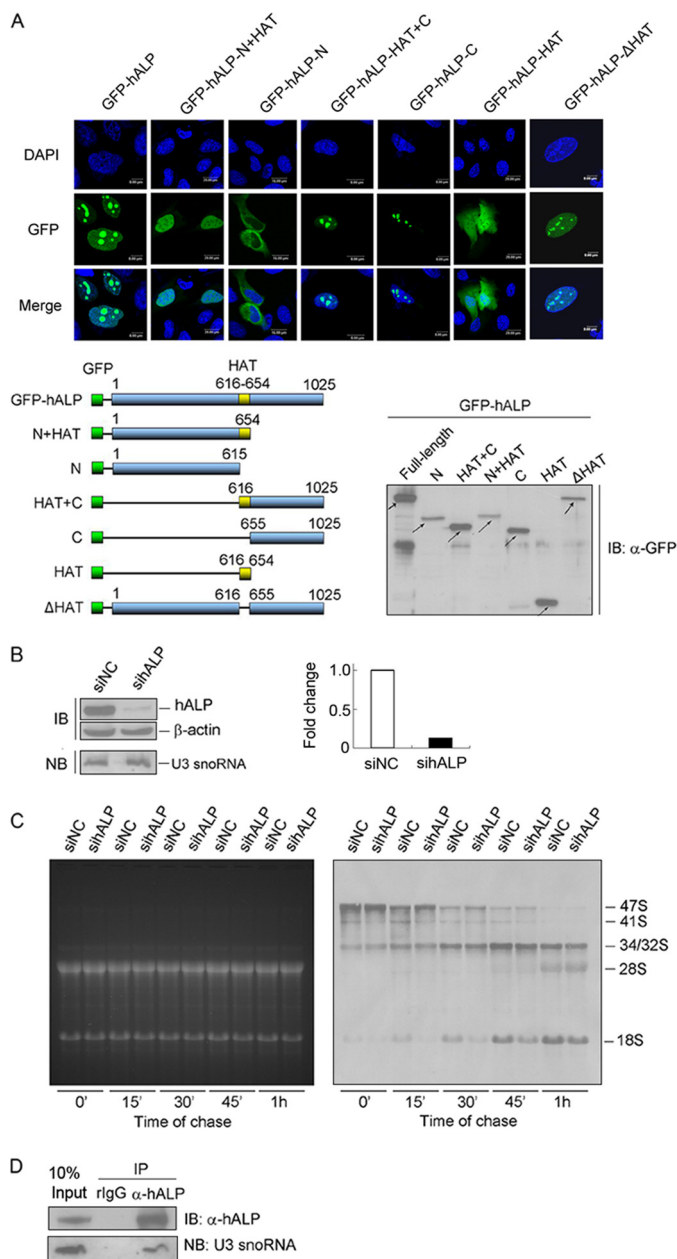 A
GFP-hALP
GFP-hALP-N+HAT
GFP-hALP-N
GFP-hALP-HAT+C
GFP-hALP-C
GFP-hALP-HAT
GFP-hALP-ΔHAT
DAPI
GFP
Merge
GFP HAT
GFP-hALP 1 616-654 1025
N+HAT 1 654
N 1 615
HAT+C 616 1025
C 655 1025
HAT 616 654
ΔHAT 1 616 655 1025
GFP-hALP
Full-length N HAT+C N+HAT C HAT ΔHAT
IB: α-GFP
B
siNC sihALP
IB
hALP
β-actin
NB
U3 snoRNA
Fold change
1.0
0.5
0
siNC sihALP
C
siNC sihALP siNC sihALP siNC sihALP siNC sihALP siNC sihALP
0' 15' 30' 45' 1h
Time of chase
siNC sihALP siNC sihALP siNC sihALP siNC sihALP siNC sihALP
47S
41S
34/32S
28S
18S
0' 15' 30' 45' 1h
Time of chase
D
10% Input
IP
rIgG α-hALP
IB: α-hALP
NB: U3 snoRNA